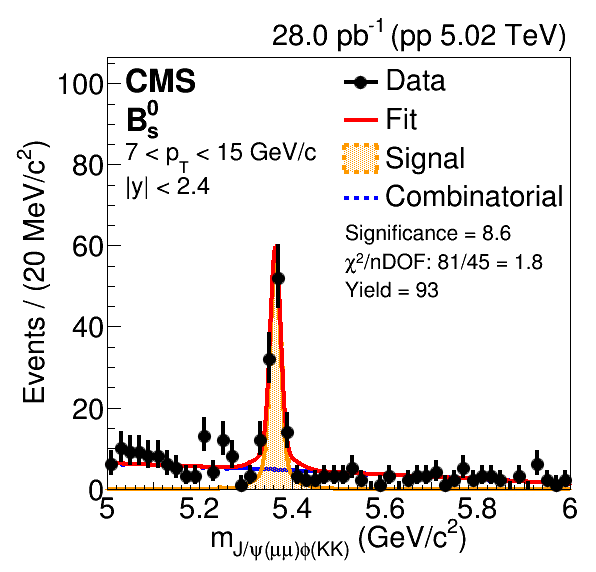 28.0 pb⁻¹ (pp 5.02 TeV)
CMS
B⁰ₛ
7 < p_T < 15 GeV/c
|y| < 2.4
Data
Fit
Signal
Combinatorial
Significance = 8.6
χ²/nDOF: 81/45 = 1.8
Yield = 93
Events / (20 MeV/c²)
100
80
60
40
20
0
5 5.2 5.4 5.6 5.8 6
m_J/ψ(μμ)φ(KK) (GeV/c²)